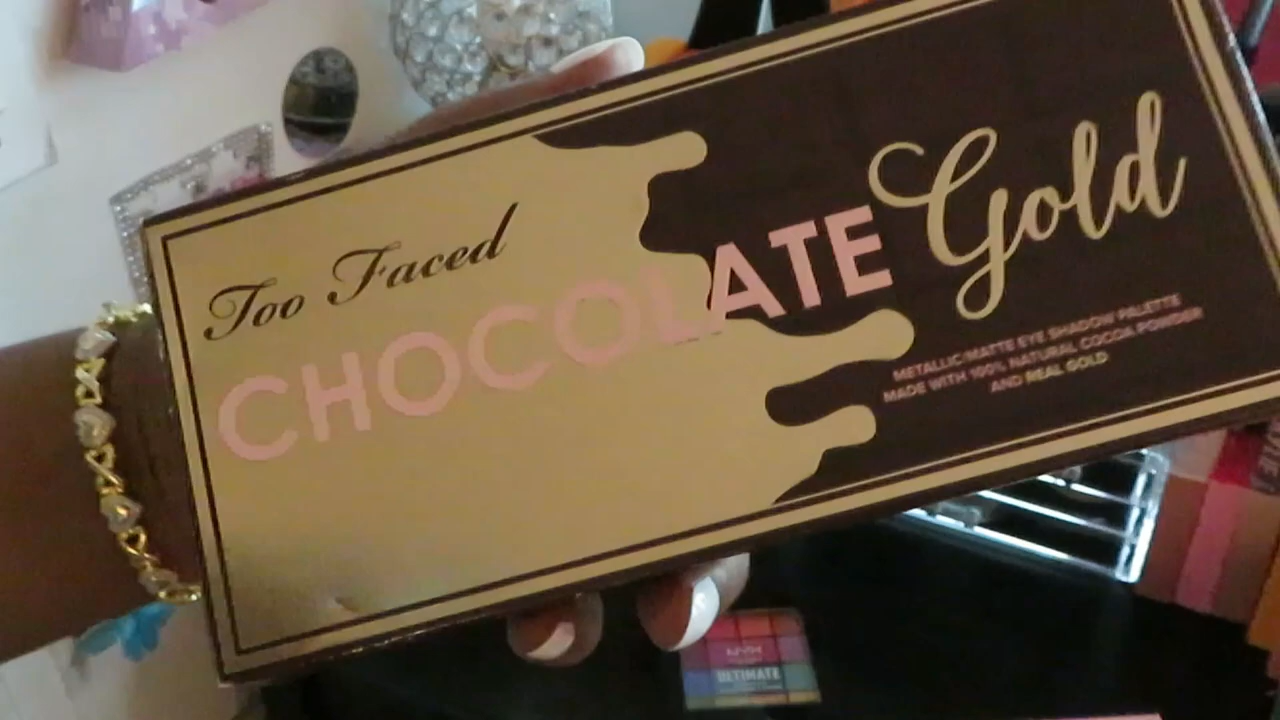 Too Faced
CHOCOLATE Gold
METALLIC/MATTE EYE SHADOW PALETTE
MADE WITH 100% NATURAL COCOA POWDER
AND REAL GOLD
NYX
ULTIMATE